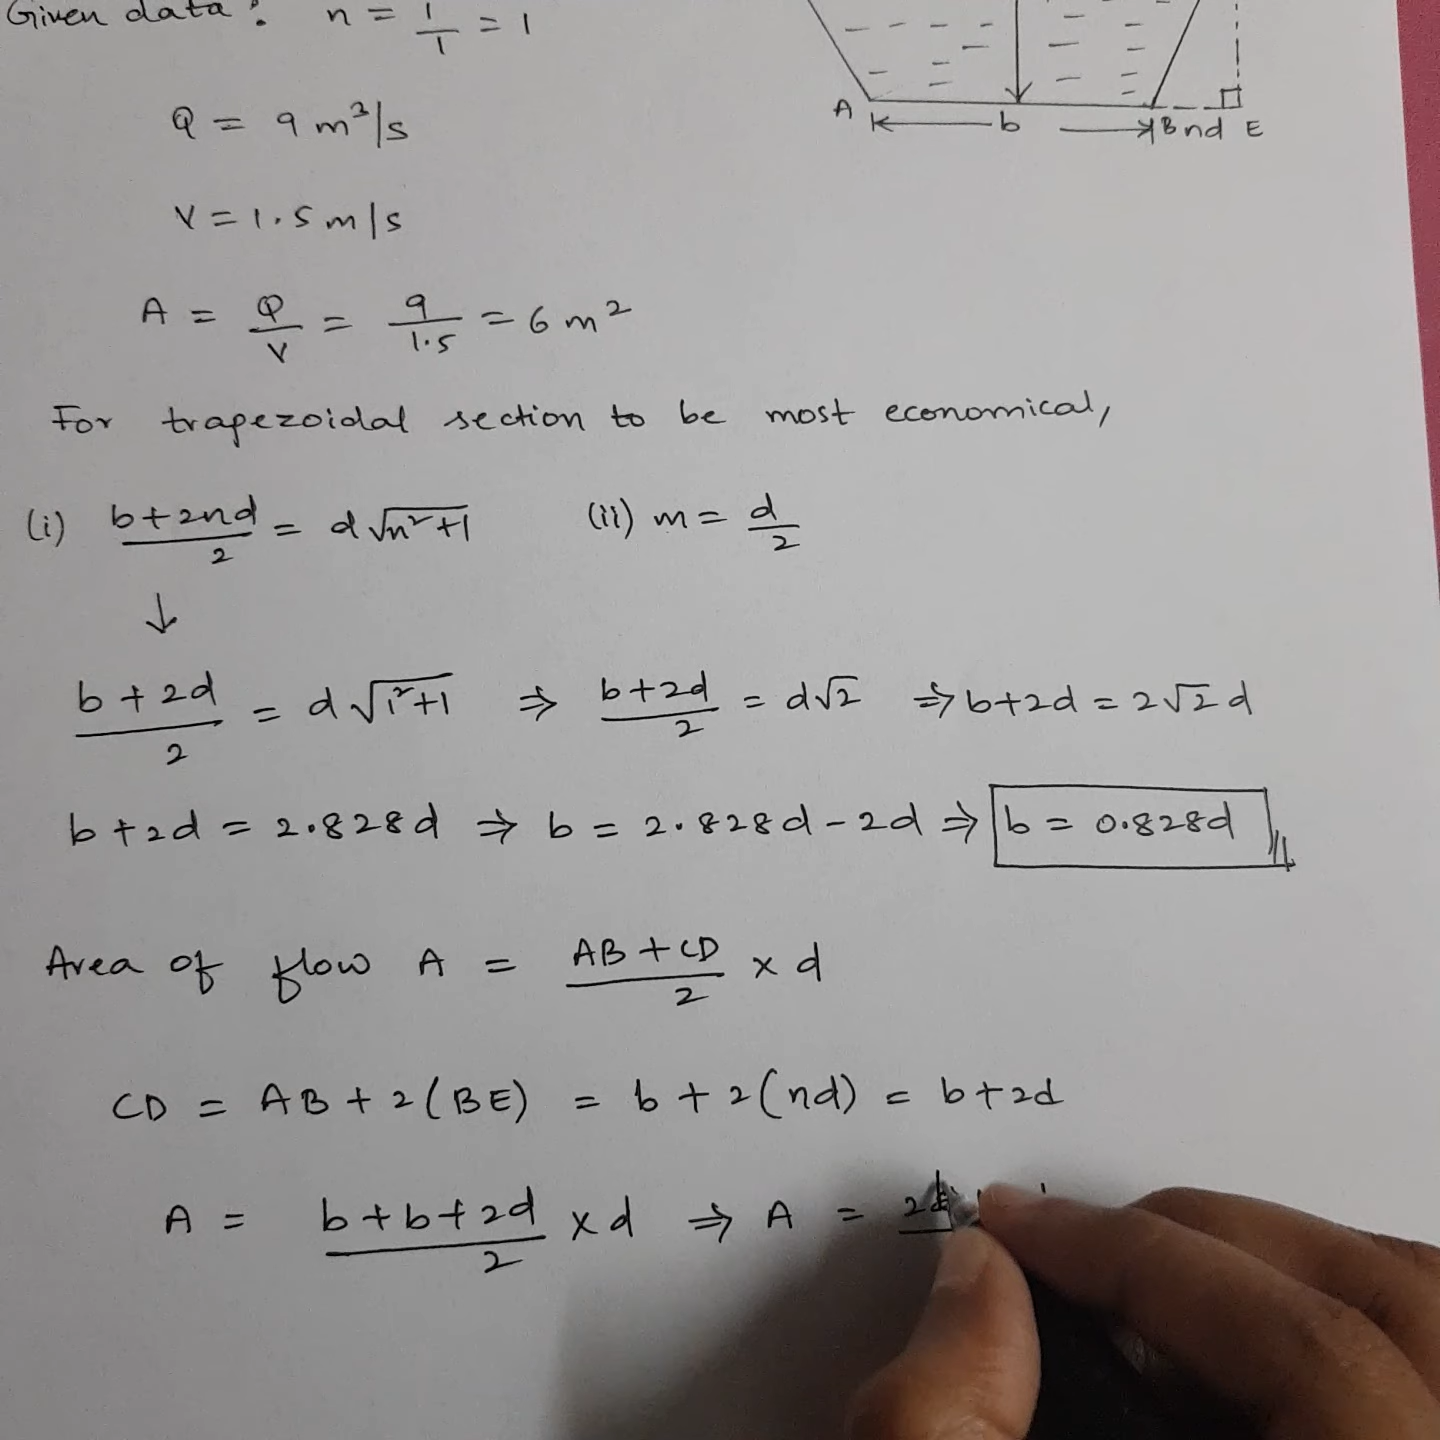 Given data: n = 1/1 = 1
A b B nd E
Q = 9 m³/s
V = 1.5 m/s
A = Q/V = 9/1.5 = 6 m²
For trapezoidal section to be most economical,
(i) b+2nd/2 = d√n²+1 (ii) m = d/2
↓
b+2d/2 = d√1²+1 ⇒ b+2d/2 = d√2 ⇒ b+2d = 2√2 d
b+2d = 2.828d ⇒ b = 2.828d - 2d ⇒ b = 0.828d
Area of flow A = AB+CD/2 × d
CD = AB + 2(BE) = b + 2(nd) = b+2d
A = b+b+2d/2 × d ⇒ A = 2b